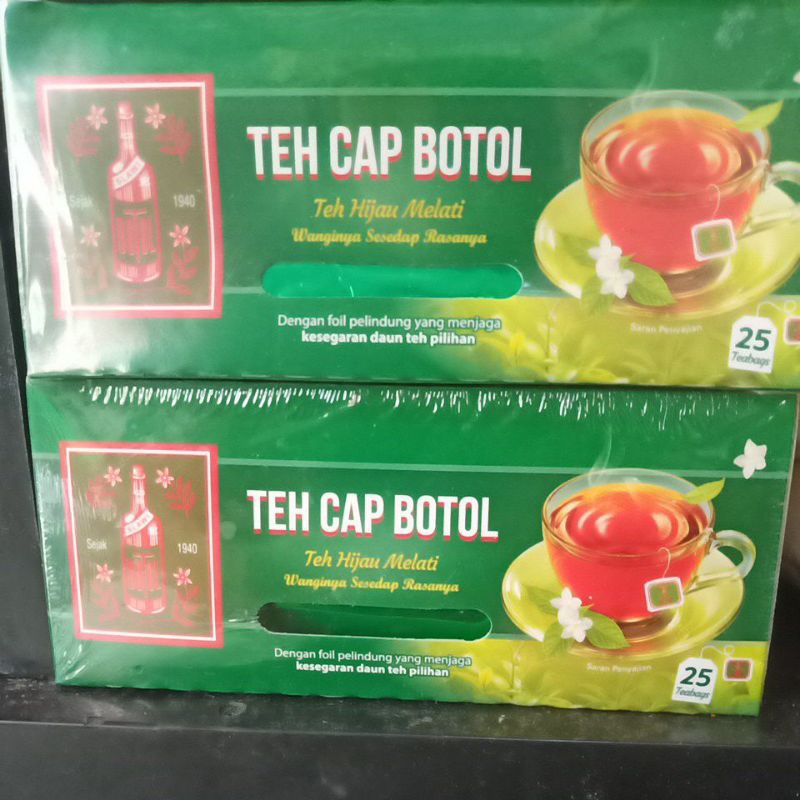 TEH CAP BOTOL
Teh Hijau Melati
Wanginya Sesedap Rasanya
SLAWI
Sejak 1940
Dengan foil pelindung yang menjaga
kesegaran daun teh pilihan
Saran Penyajian
25
Teabags
TEH CAP BOTOL
Teh Hijau Melati
Wanginya Sesedap Rasanya
SLAWI
Sejak 1940
Dengan foil pelindung yang menjaga
kesegaran daun teh pilihan
Saran Penyajian
25
Teabags